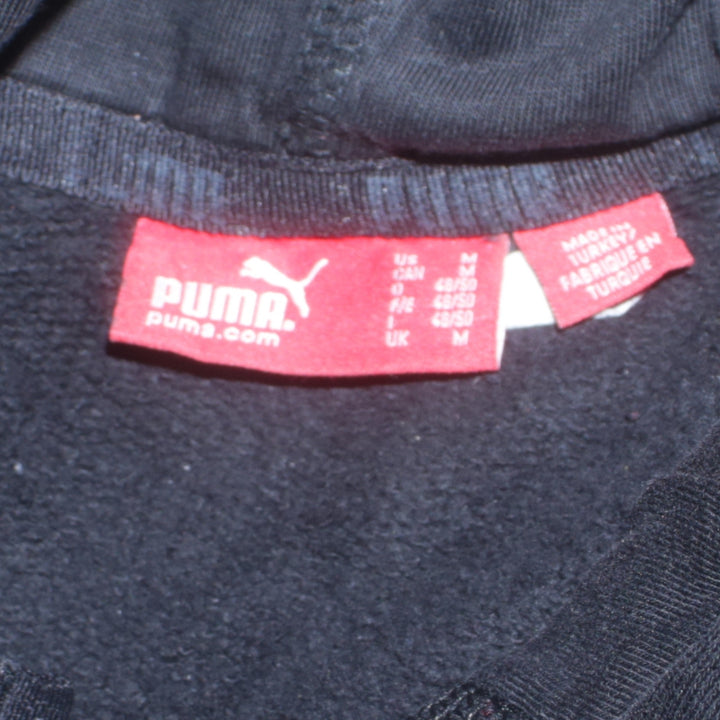 PUMA
puma.com
US M
CAN M
D 48/50
F/E 48/50
I 48/50
UK M
MADE IN
TURKEY
FABRIQUE EN
TURQUIE